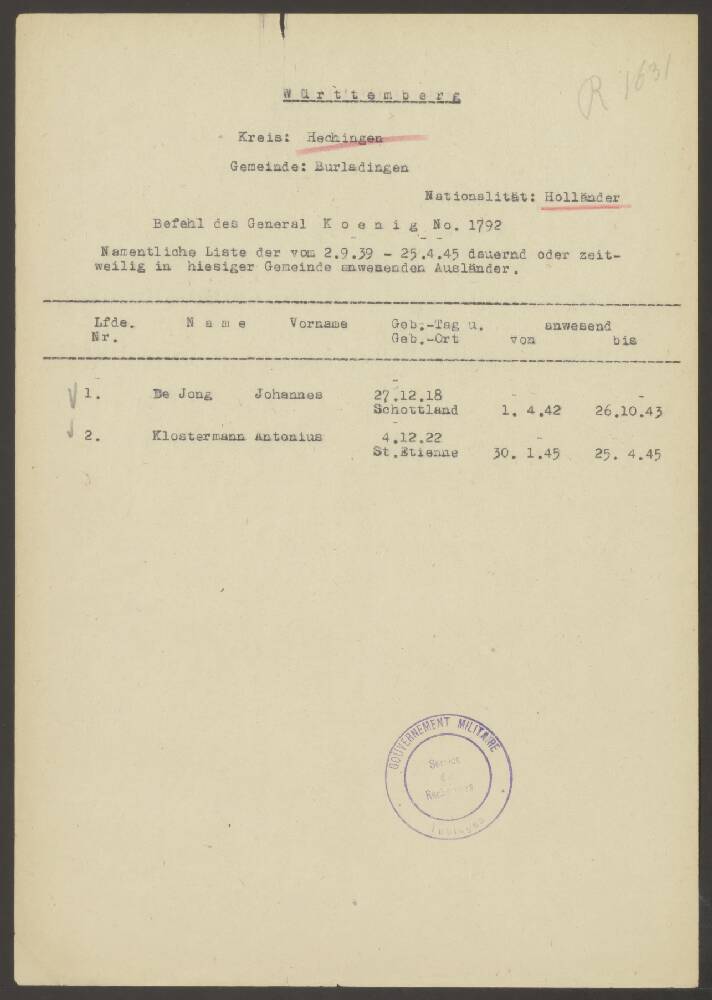 R 1631
Württemberg
Kreis: Hechingen
Gemeinde: Burladingen
Nationalität: Holländer
Befehl des General K o e n i g No. 1792
Namentliche Liste der vom 2.9.39 - 25.4.45 dauernd oder zeit-
weilig in hiesiger Gemeinde anwesenden Ausländer.
Lfde. N a m e Vorname Geb.-Tag u. anwesend
Nr. Geb.-Ort von bis
1. De Jong Johannes 27.12.18
Schottland 1. 4.42 26.10.43
2. Klostermann Antonius 4.12.22
St.Etienne 30. 1.45 25. 4.45
GOUVERNEMENT MILITAIRE
Service